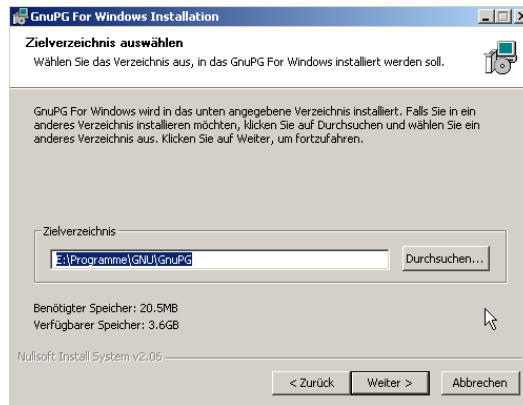 GnuPG For Windows Installation
Zielverzeichnis auswählen
Wählen Sie das Verzeichnis aus, in das GnuPG For Windows installiert werden soll.
GnuPG For Windows wird in das unten angegebene Verzeichnis installiert. Falls Sie in ein
anderes Verzeichnis installieren möchten, klicken Sie auf Durchsuchen und wählen Sie ein
anderes Verzeichnis aus. Klicken Sie auf Weiter, um fortzufahren.
Zielverzeichnis
E:\Programme\GNU\GnuPG
Durchsuchen...
Benötigter Speicher: 20.5MB
Verfügbarer Speicher: 3.6GB
Nullsoft Install System v2.06
< Zurück Weiter > Abbrechen